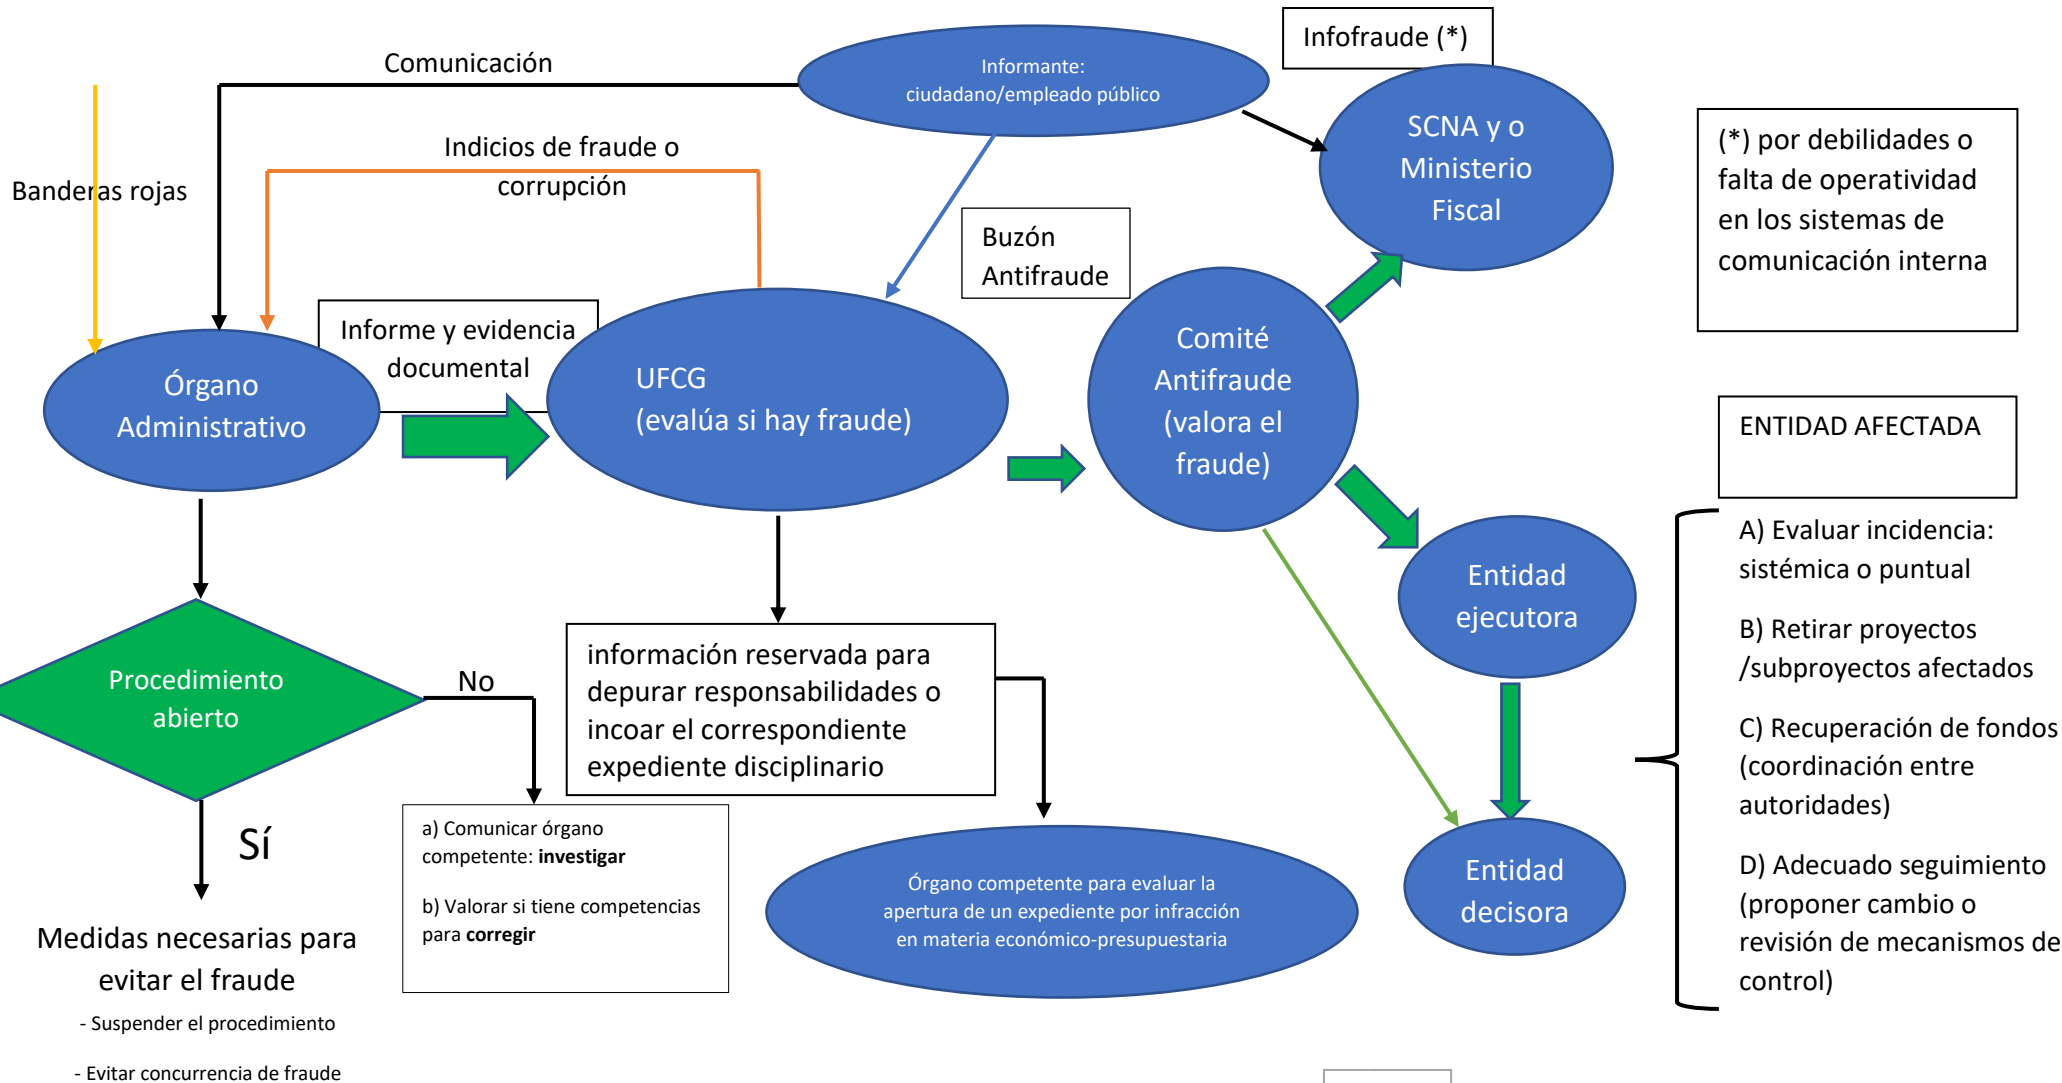 Infofraude (*)
Comunicación
Informante:
ciudadano/empleado público
SCNA y o
Ministerio
Fiscal
(*) por debilidades o
falta de operatividad
en los sistemas de
comunicación interna
Indicios de fraude o
corrupción
Banderas rojas
Buzón
Antifraude
Informe y evidencia
documental
Órgano
Administrativo
UFCG
(evalúa si hay fraude)
Comité
Antifraude
(valora el
fraude)
ENTIDAD AFECTADA
A) Evaluar incidencia:
sistémica o puntual
B) Retirar proyectos
/subproyectos afectados
C) Recuperación de fondos
(coordinación entre
autoridades)
D) Adecuado seguimiento
(proponer cambio o
revisión de mecanismos de
control)
Entidad
ejecutora
Entidad
decisora
Procedimiento
abierto
No
Sí
información reservada para
depurar responsabilidades o
incoar el correspondiente
expediente disciplinario
a) Comunicar órgano
competente: investigar
b) Valorar si tiene competencias
para corregir
Órgano competente para evaluar la
apertura de un expediente por infracción
en materia económico-presupuestaria
Medidas necesarias para
evitar el fraude
- Suspender el procedimiento
- Evitar concurrencia de fraude